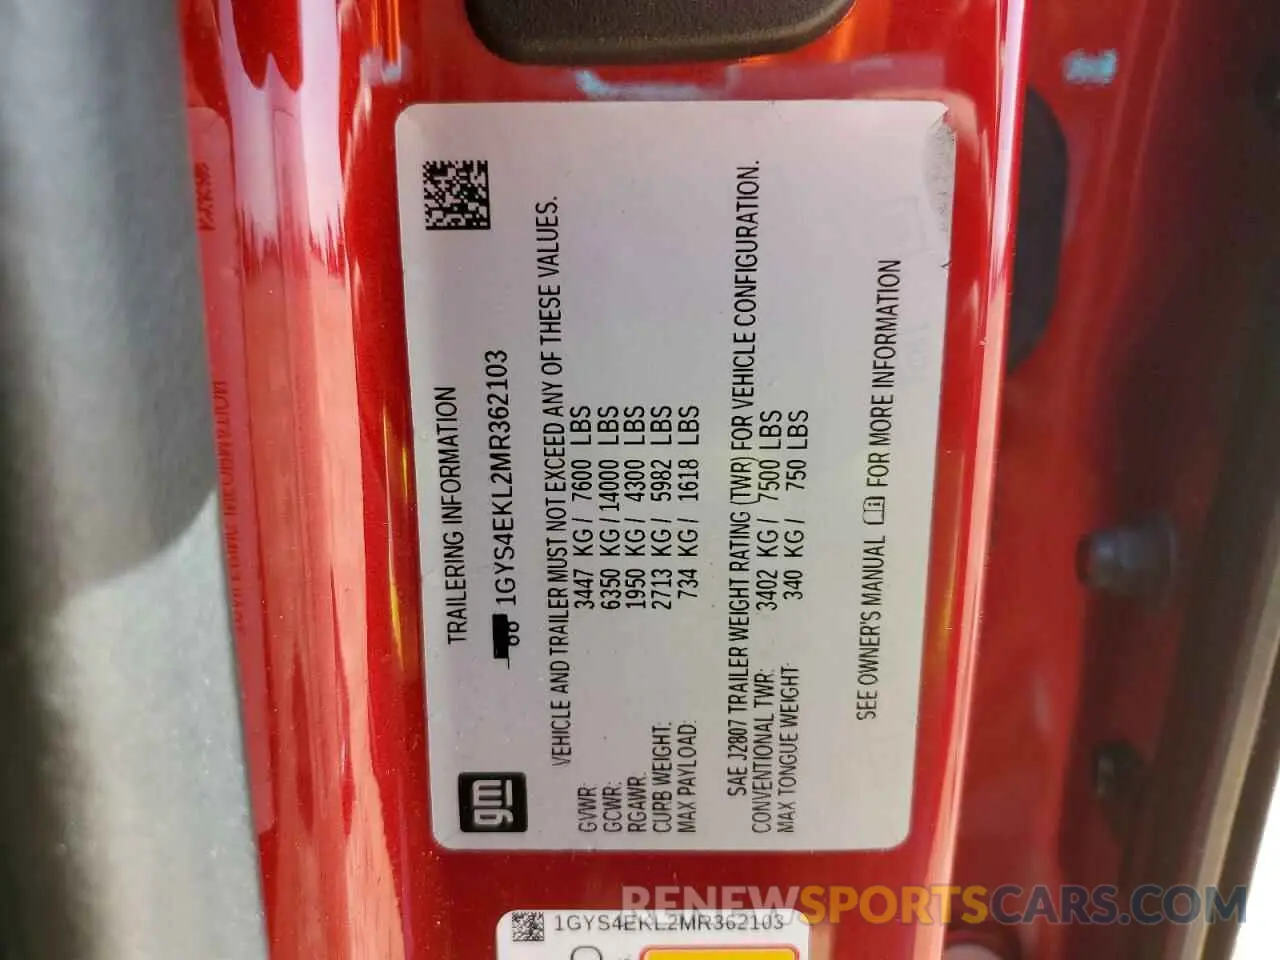 TRAILERING INFORMATION
1GYS4EKL2MR362103
gm
VEHICLE AND TRAILER MUST NOT EXCEED ANY OF THESE VALUES.
GVWR: 3447 KG / 7600 LBS
GCWR: 6350 KG / 14000 LBS
RGAWR: 1950 KG / 4300 LBS
CURB WEIGHT: 2713 KG / 5982 LBS
MAX PAYLOAD: 734 KG / 1618 LBS
SAE J2807 TRAILER WEIGHT RATING (TWR) FOR VEHICLE CONFIGURATION.
CONVENTIONAL TWR: 3402 KG / 7500 LBS
MAX TONGUE WEIGHT: 340 KG / 750 LBS
SEE OWNER'S MANUAL FOR MORE INFORMATION
1GYS4EKL2MR362103
RENEWSPORTSCARS.COM